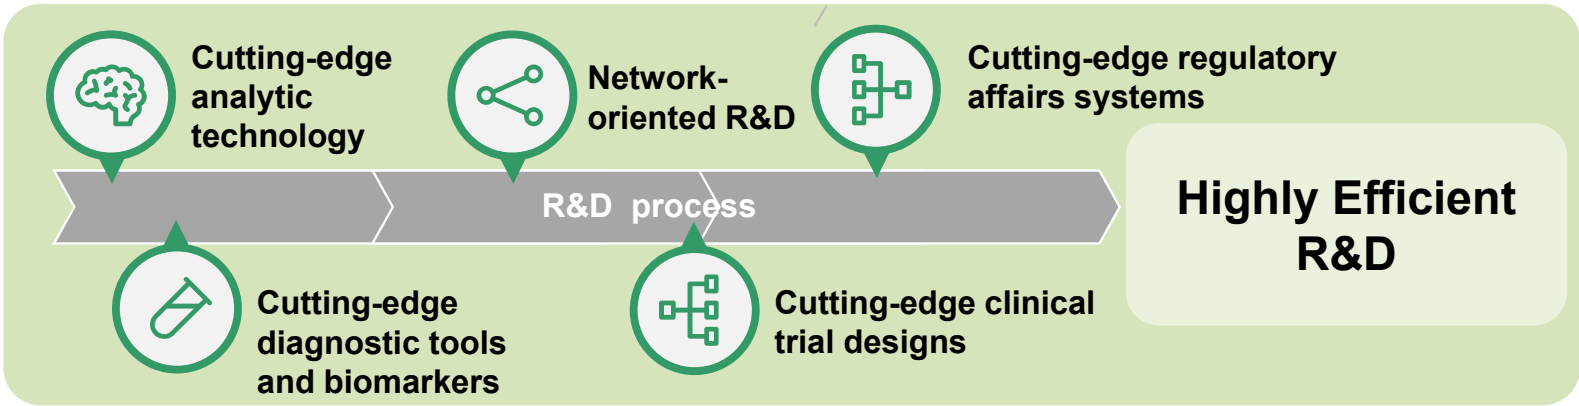 Cutting-edge
analytic
technology
Network-
oriented R&D
Cutting-edge regulatory
affairs systems
R&D process
Highly Efficient
R&D
Cutting-edge
diagnostic tools
and biomarkers
Cutting-edge clinical
trial designs